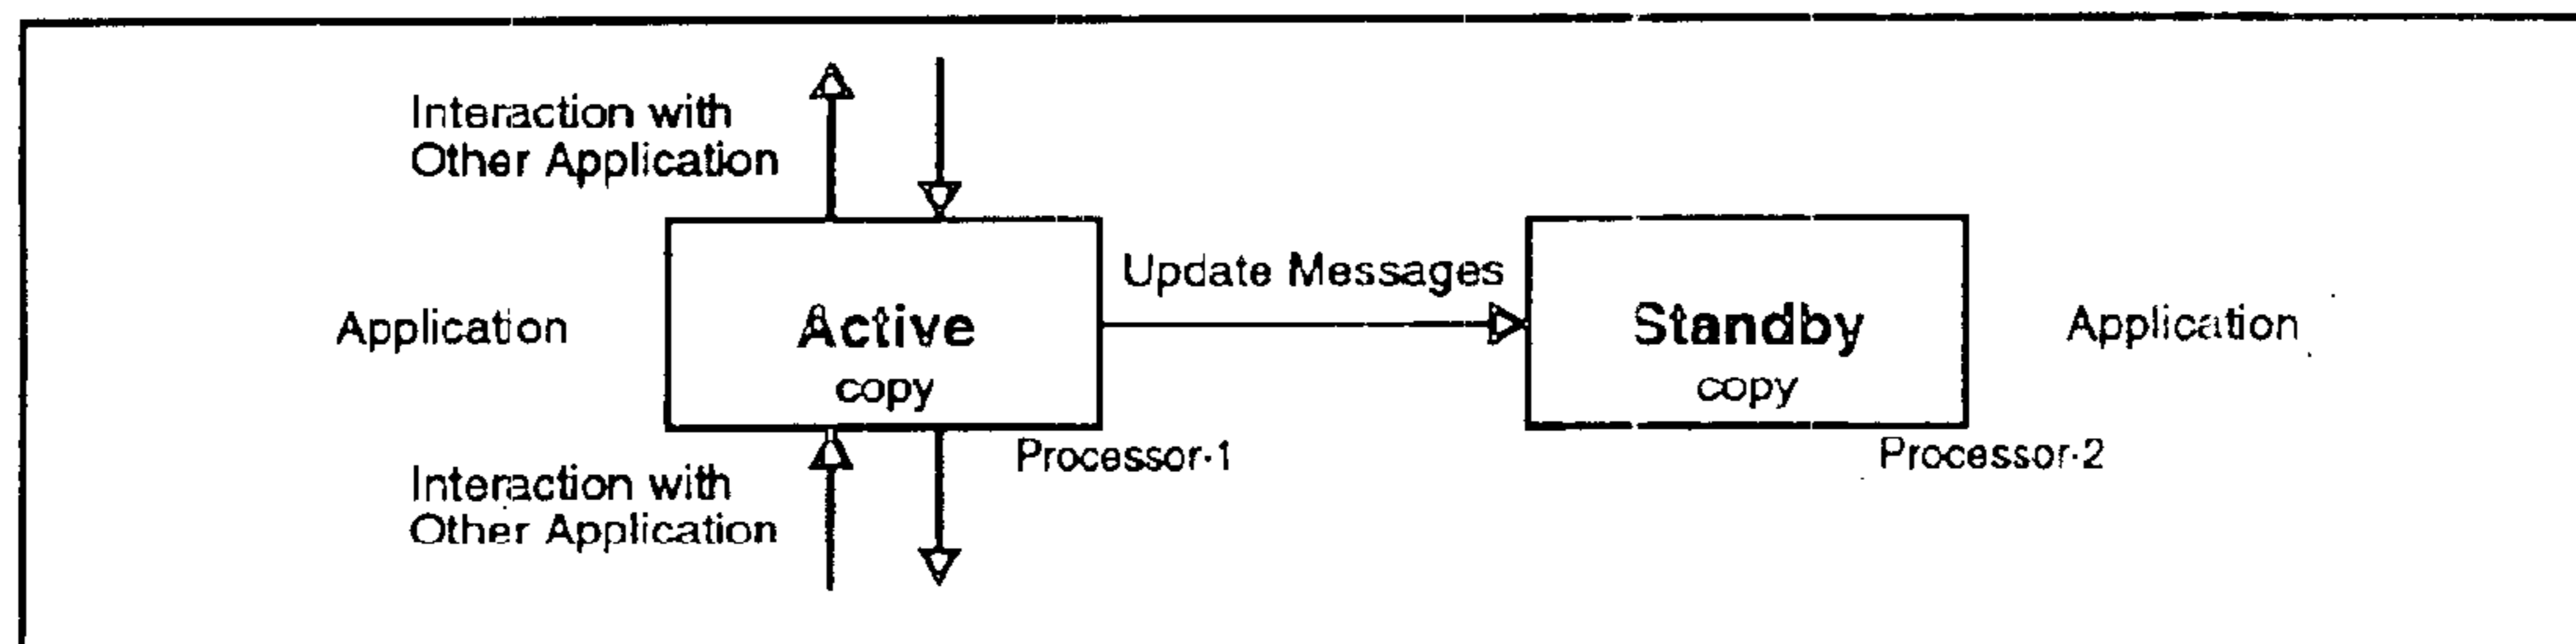 Interaction with
Other Application
Update Messages
Application
Active
copy
Standby
copy
Application
Processor-1
Processor-2
Interaction with
Other Application